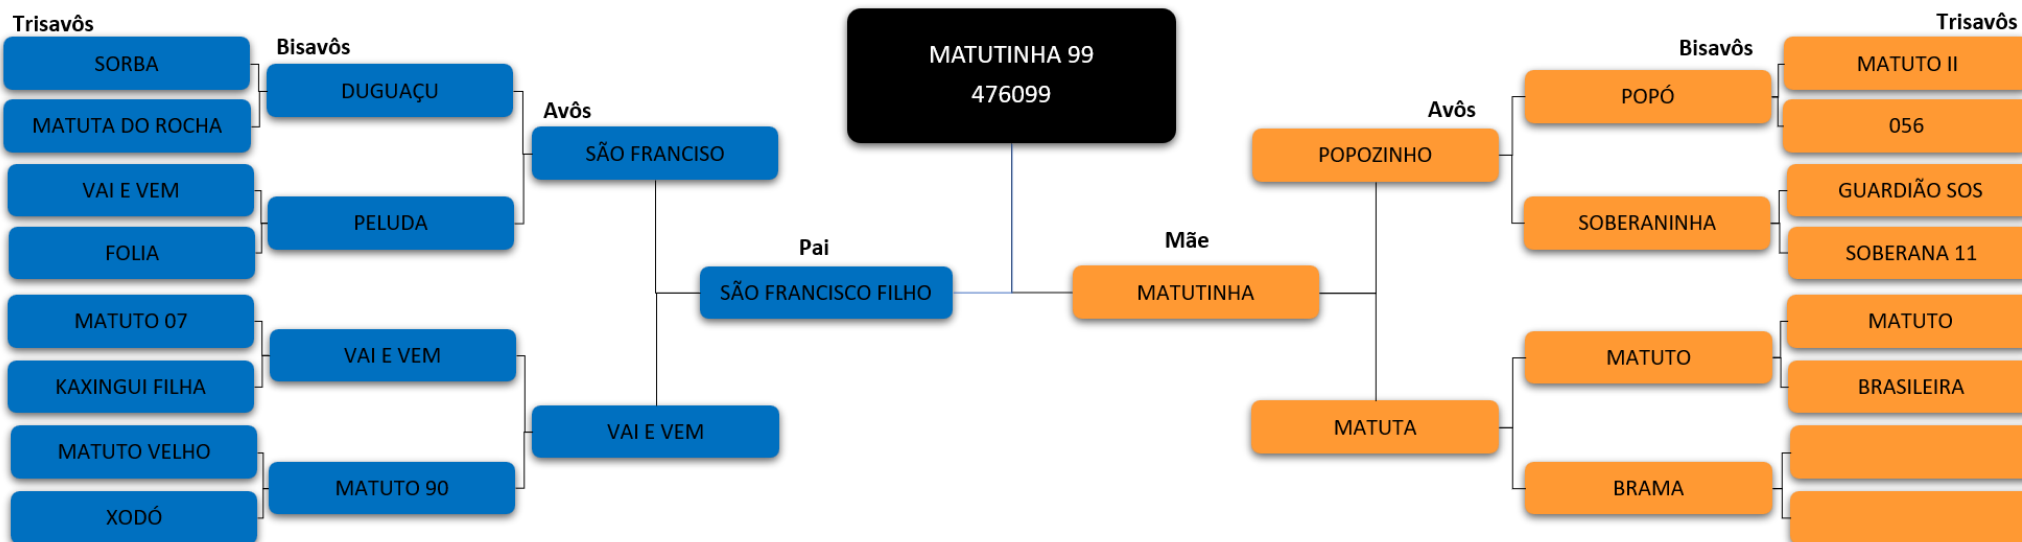 Trisavôs
SORBA
MATUTA DO ROCHA
VAI E VEM
FOLIA
MATUTO 07
KAXINGUI FILHA
MATUTO VELHO
XODÓ
Bisavôs
DUGUAÇU
PELUDA
VAI E VEM
MATUTO 90
Avôs
SÃO FRANCISO
VAI E VEM
Pai
SÃO FRANCISCO FILHO
MATUTINHA 99
476099
Mãe
MATUTINHA
Avôs
POPOZINHO
MATUTA
Bisavôs
POPÓ
SOBERANINHA
MATUTO
BRAMA
Trisavôs
MATUTO II
056
GUARDIÃO SOS
SOBERANA 11
MATUTO
BRASILEIRA